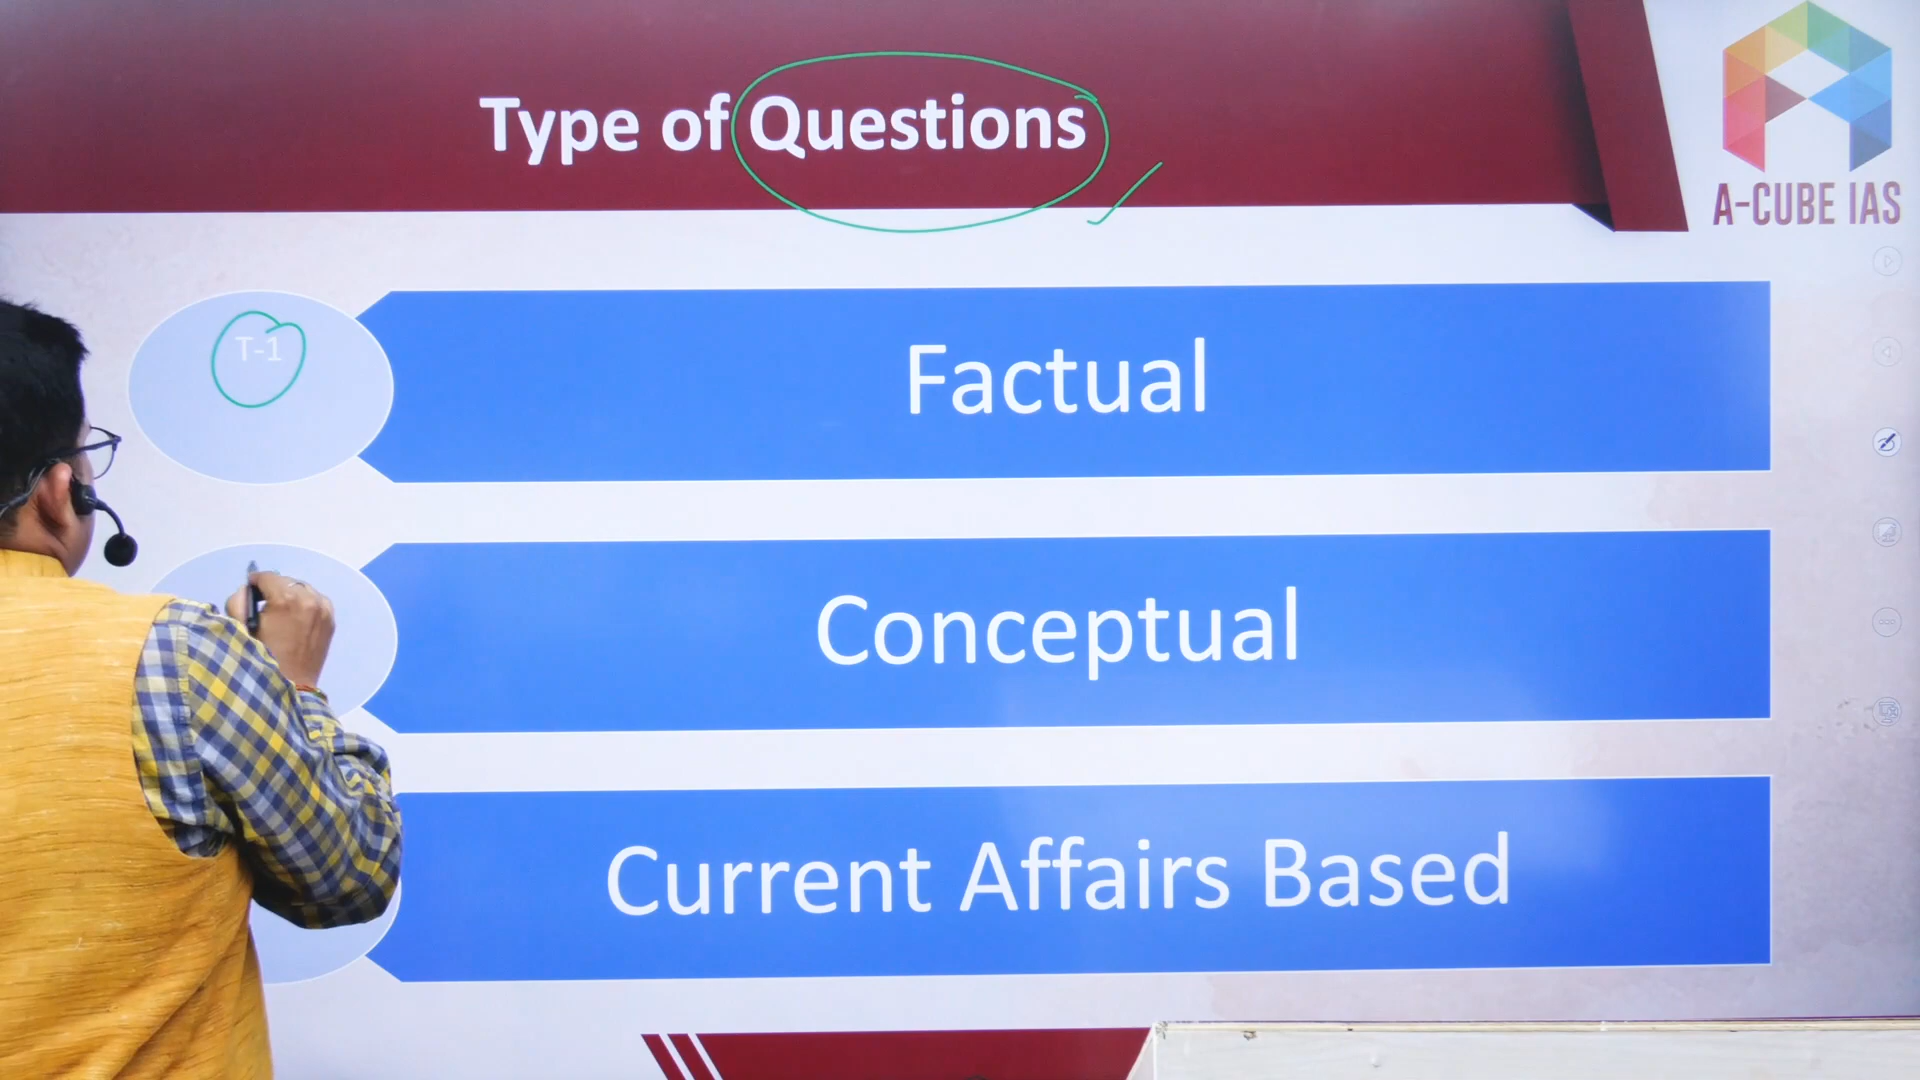 Type of Questions
A-CUBE IAS
T-1
Factual
Conceptual
Current Affairs Based